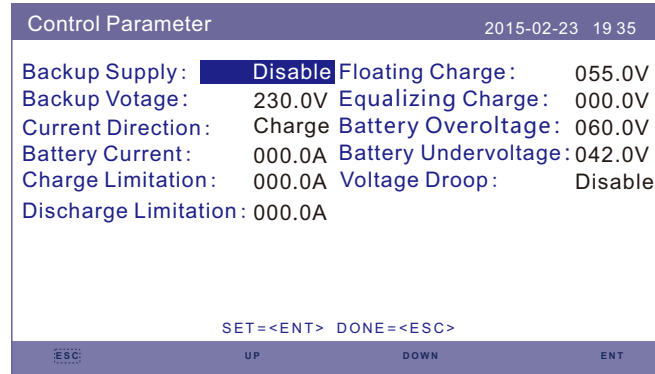 Control Parameter 2015-02-23 19 35
Backup Supply: Disable Floating Charge: 055.0V
Backup Votage: 230.0V Equalizing Charge: 000.0V
Current Direction: Charge Battery Overoltage: 060.0V
Battery Current: 000.0A Battery Undervoltage: 042.0V
Charge Limitation: 000.0A Voltage Droop: Disable
Discharge Limitation: 000.0A
SET=<ENT> DONE=<ESC>
ESC UP DOWN ENT